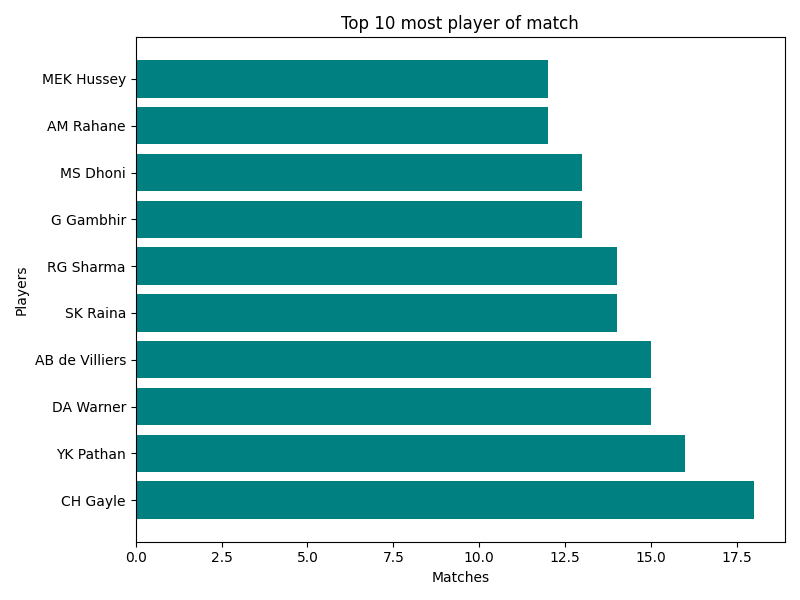 Top 10 most player of match
Players
MEK Hussey
AM Rahane
MS Dhoni
G Gambhir
RG Sharma
SK Raina
AB de Villiers
DA Warner
YK Pathan
CH Gayle
0.0 2.5 5.0 7.5 10.0 12.5 15.0 17.5
Matches